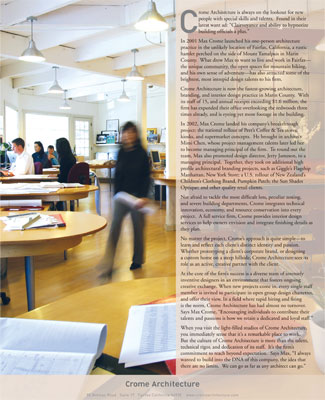 Crome Architecture is always on the lookout for new
people with special skills and talents. Found in their
latest want ad: "Clairvoyance and ability to hypnotize
building officials a plus."
In 2001 Max Crome launched his one-person architecture
practice in the unlikely location of Fairfax, California, a rustic
hamlet perched on the side of Mount Tamalpais in Marin
County. What drew Max to want to live and work in Fairfax—
the unique community, the open spaces for mountain biking,
and his own sense of adventure—has also attracted some of the
brightest, most intrepid design talents to his firm.
Crome Architecture is now the fastest-growing architecture,
branding, and interior design practice in Marin County. With
its staff of 15, and annual receipts exceeding $1.6 million, the
firm has expanded their office overlooking the redwoods three
times already, and is eyeing yet more footage in the building.
In 2002, Max Crome landed his company's breakthrough
project: the national rollout of Peet's Coffee & Tea stores,
kiosks, and supermarket concepts. He brought in architect
Moni Chen, whose project management talents later led her
to become managing principal of the firm. To round out the
team, Max also promoted design director, Jerry Jameson, to a
managing principal. Together, they took on additional high
profile architectural branding projects, such as Giggle's flagship
Manhattan, New York Store; a U.S. rollout of New Zealand's
Children's Clothing Brand, Pumpkin Patch; the Sun Shades
Optique; and other quality retail clients.
Not afraid to tackle the more difficult bus, peculiar zoning,
and severe building departments, Crome integrates technical
innovation, economy, and resource conservation into every
project. A full service firm, Crome provides interior design
services to help owners envision and integrate finishing details as
they plan.
No matter the project, Crome's approach is quite simple—to
learn and reflect each client's distinct identity and passion.
Whether promoting a client's corporate brand, or designing
a custom home on a steep hillside, Crome Architecture sees its
role as an active, creative partner with the client.
At the core of the firm's success is a diverse team of
inventive designers in an environment that fosters ongoing
creative exchange. When new projects come in, every single staff
member is invited to participate in open group design charrettes,
and offer their view. In a field where rapid hiring and firing
is the norm, Crome Architecture has had almost no turnover.
Says Max Crome, "Encouraging individuals to contribute their
talents and passions is how we retain a dedicated and loyal staff."
When you visit the light-filled studios of Crome Architecture,
you immediately sense that it's a remarkable place to work.
But the culture of Crome Architecture is more than the talent,
technical rigor, and dedication of its staff. It's the firm's
commitment to reach beyond expectation. Says Max, "I always
wanted to build into the DNA of this company, the idea that
there are no limits. We can go as far as any architect can go."
Crome Architecture